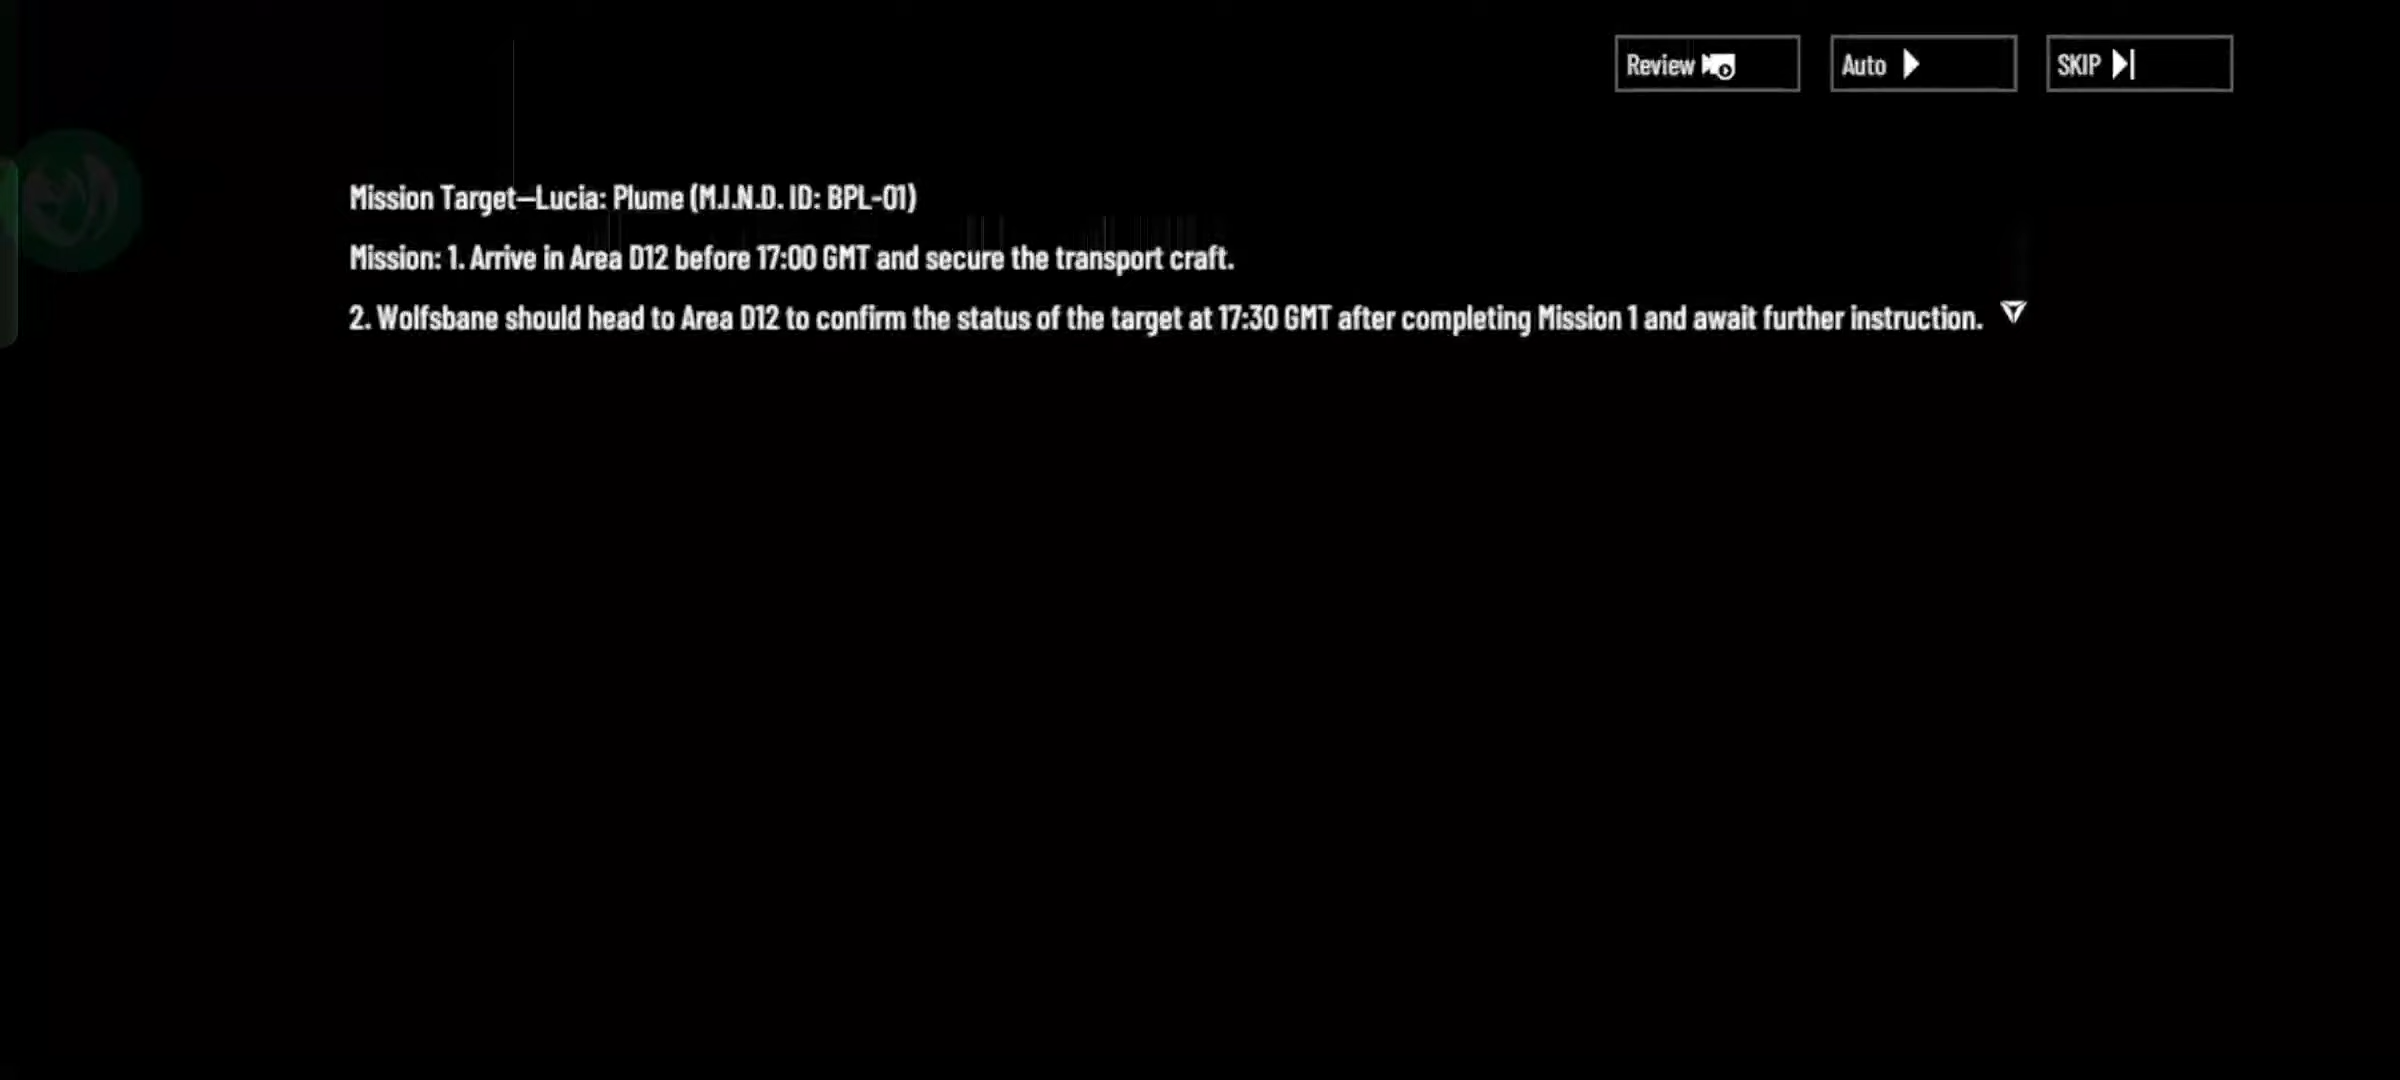 Review
Auto
SKIP
Mission Target—Lucia: Plume (M.I.N.D. ID: BPL-01)
Mission: 1. Arrive in Area D12 before 17:00 GMT and secure the transport craft.
2. Wolfsbane should head to Area D12 to confirm the status of the target at 17:30 GMT after completing Mission 1 and await further instruction.